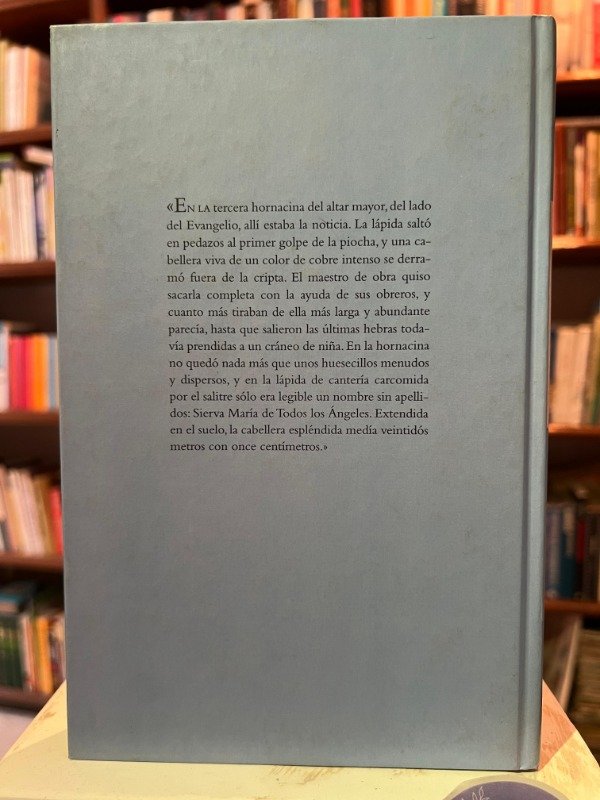 «EN LA tercera hornacina del altar mayor, del lado
del Evangelio, allí estaba la noticia. La lápida saltó
en pedazos al primer golpe de la piocha, y una ca-
bellera viva de un color de cobre intenso se derra-
mó fuera de la cripta. El maestro de obra quiso
sacarla completa con la ayuda de sus obreros, y
cuanto más tiraban de ella más larga y abundante
parecía, hasta que salieron las últimas hebras toda-
vía prendidas a un cráneo de niña. En la hornacina
no quedó nada más que unos huesecillos menudos
y dispersos, y en la lápida de cantería carcomida
por el salitre sólo era legible un nombre sin apelli-
dos: Sierva María de Todos los Ángeles. Extendida
en el suelo, la cabellera espléndida medía veintidós
metros con once centímetros.»